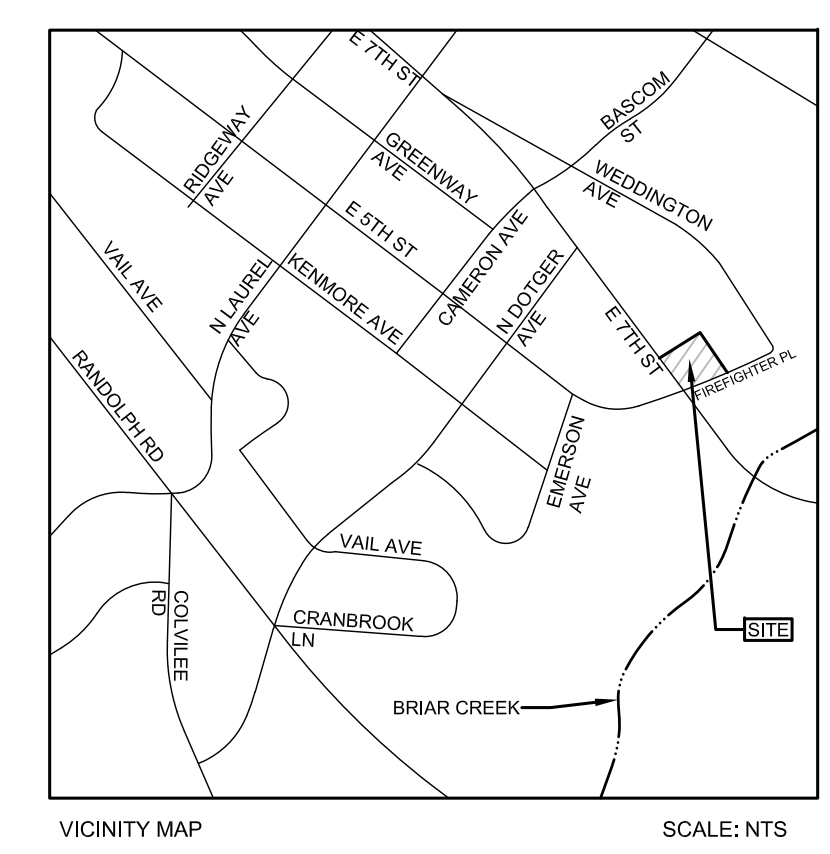 E 7TH ST
BASCOM
ST
RIDGEWAY
AVE
GREENWAY
AVE
WEDDINGTON
AVE
E 5TH ST
CAMERON AVE
VAIL AVE
N LAUREL
AVE
KENMORE AVE
N DOTGER
AVE
E 7TH ST
FIREFIGHTER PL
RANDOLPH RD
EMERSON
AVE
VAIL AVE
COLVILEE
RD
CRANBROOK
LN
SITE
BRIAR CREEK
VICINITY MAP
SCALE: NTS